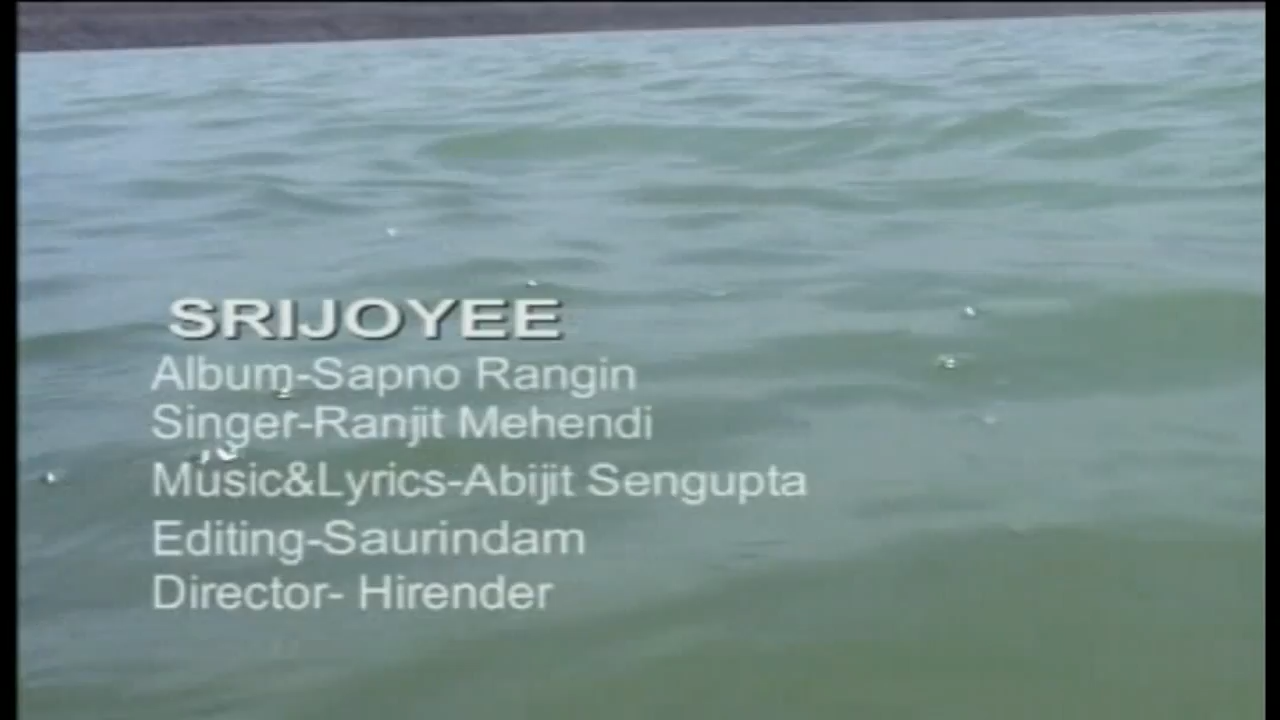 SRIJOYEE
Album-Sapno Rangin
Singer-Ranjit Mehendi
Music&Lyrics-Abijit Sengupta
Editing-Saurindam
Director- Hirender